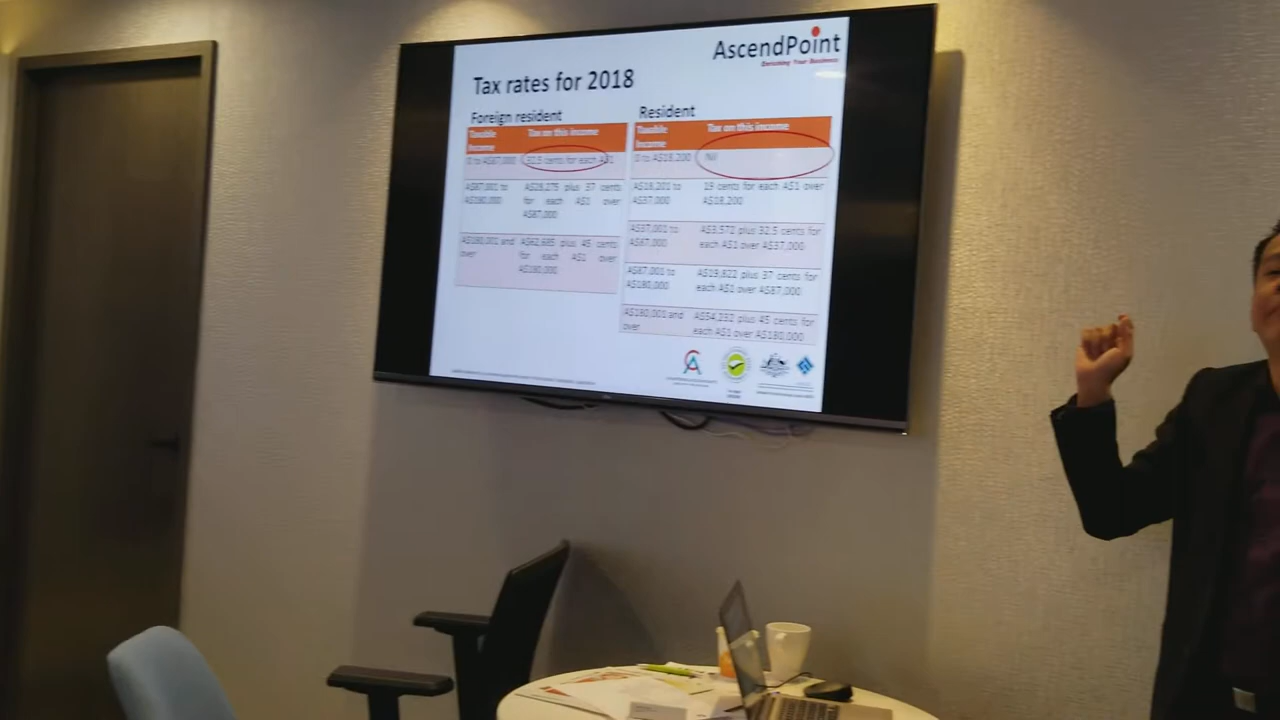 AscendPoint
Enriching Your Business
Tax rates for 2018
Foreign resident
Taxable Income
Tax on this income
0 to A$87,000
32.5 cents for each A$1
A$87,001 to
A$180,000
A$28,275 plus 37 cents
for each A$1 over
A$87,000
A$180,001 and
over
A$62,685 plus 45 cents
for each A$1 over
A$180,000
Resident
Taxable Income
Tax on this income
0 to A$18,200
Nil
A$18,201 to
A$37,000
19 cents for each A$1 over
A$18,200
A$37,001 to
A$87,000
A$3,572 plus 32.5 cents for
each A$1 over A$37,000
A$87,001 to
A$180,000
A$19,822 plus 37 cents for
each A$1 over A$87,000
A$180,001 and
over
A$54,232 plus 45 cents for
each A$1 over A$180,000
CA